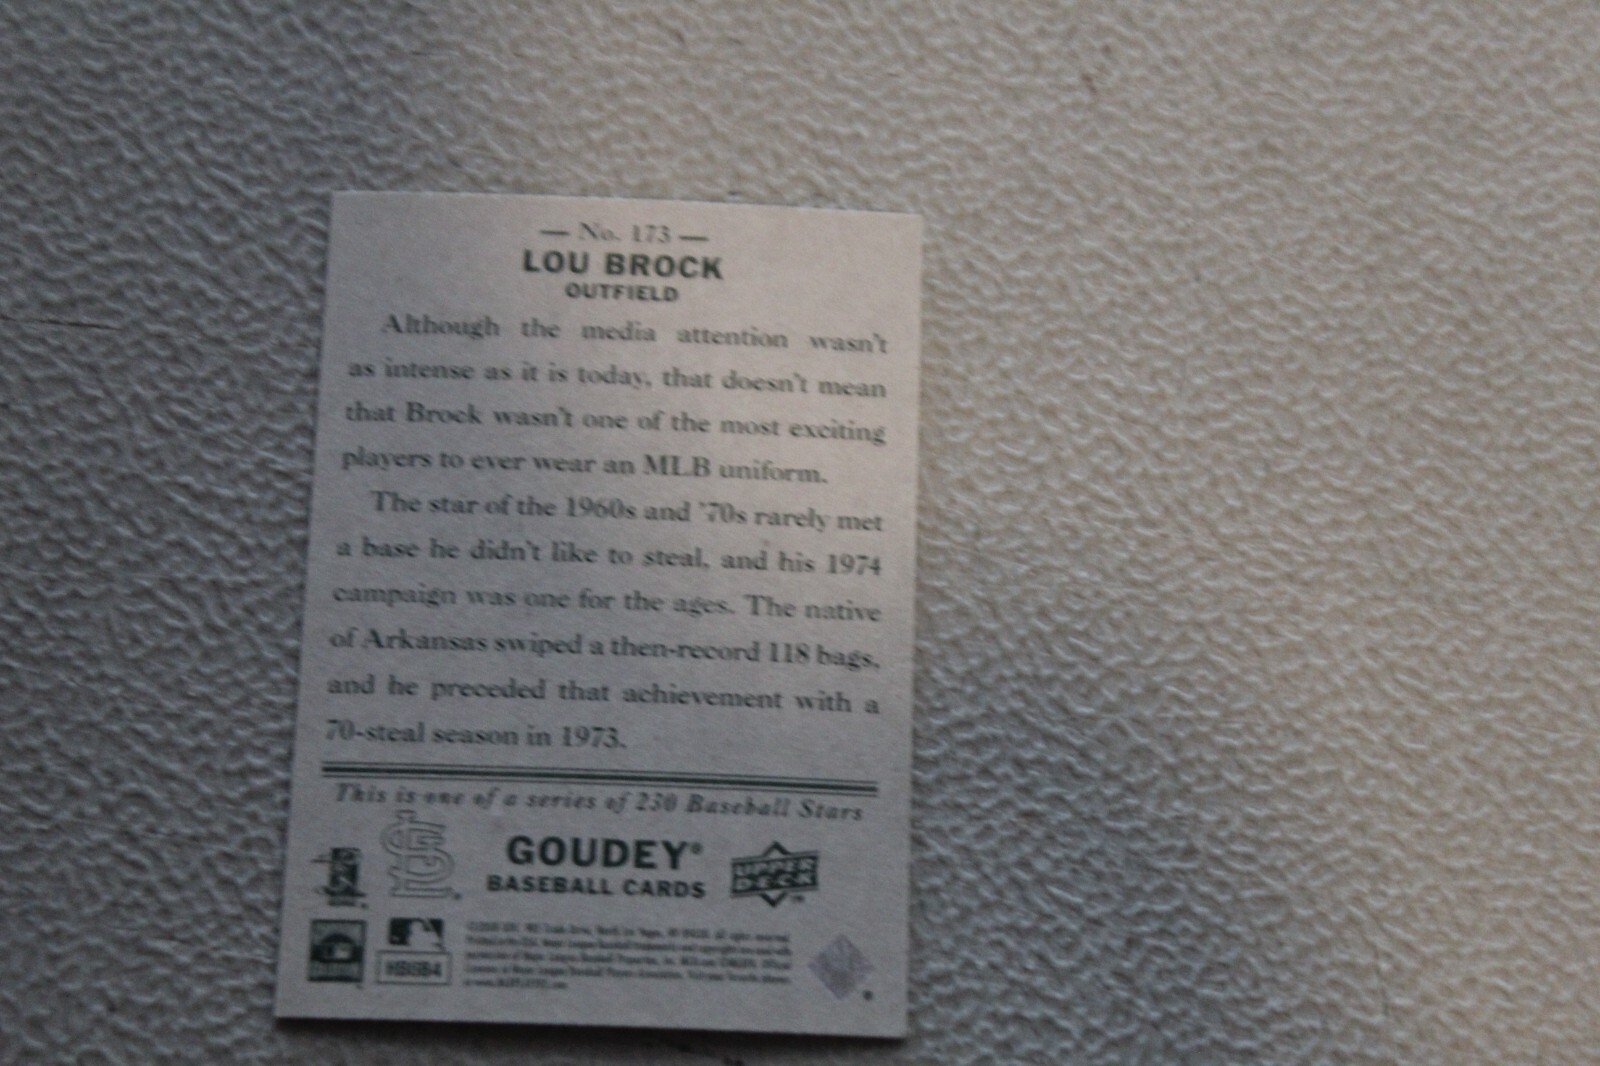 — No. 173 —
LOU BROCK
OUTFIELD
Although the media attention wasn't
as intense as it is today, that doesn't mean
that Brock wasn't one of the most exciting
players to ever wear an MLB uniform.
The star of the 1960s and '70s rarely met
a base he didn't like to steal, and his 1974
campaign was one for the ages. The native
of Arkansas swiped a then-record 118 bags,
and he preceded that achievement with a
70-steal season in 1973.
This is one of a series of 230 Baseball Stars
GOUDEY®
BASEBALL CARDS
UPPER DECK